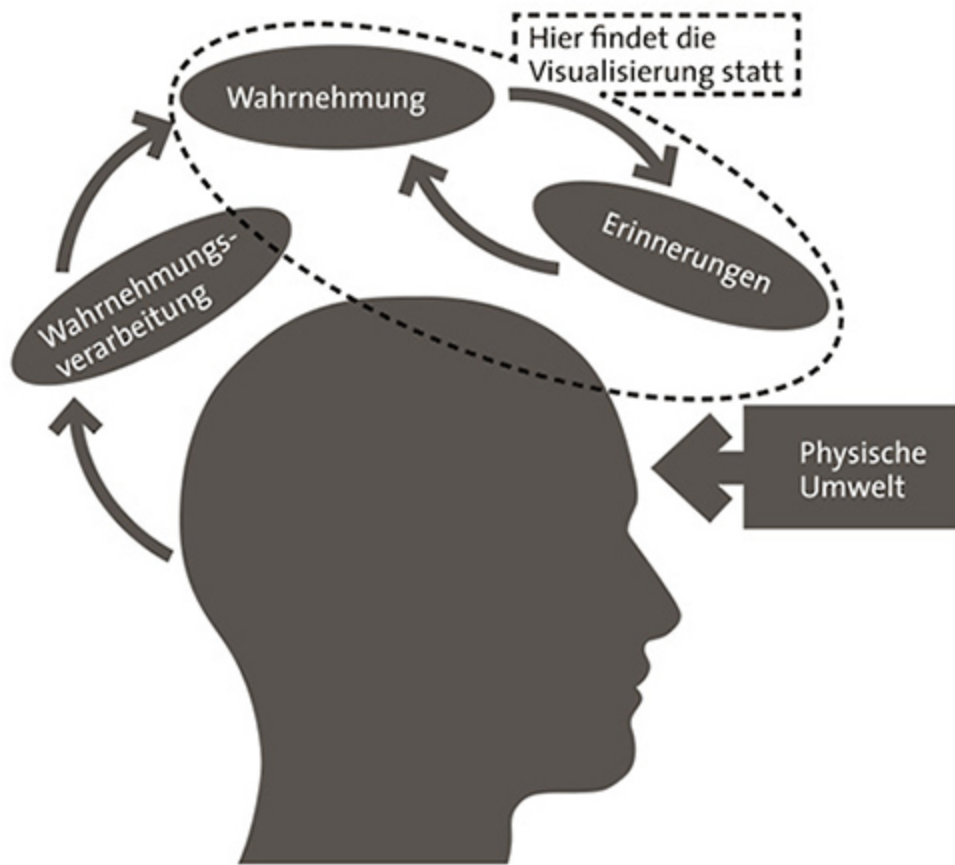 Hier findet die
Visualisierung statt
Wahrnehmung
Erinnerungen
Wahrnehmungs-
verarbeitung
Physische
Umwelt